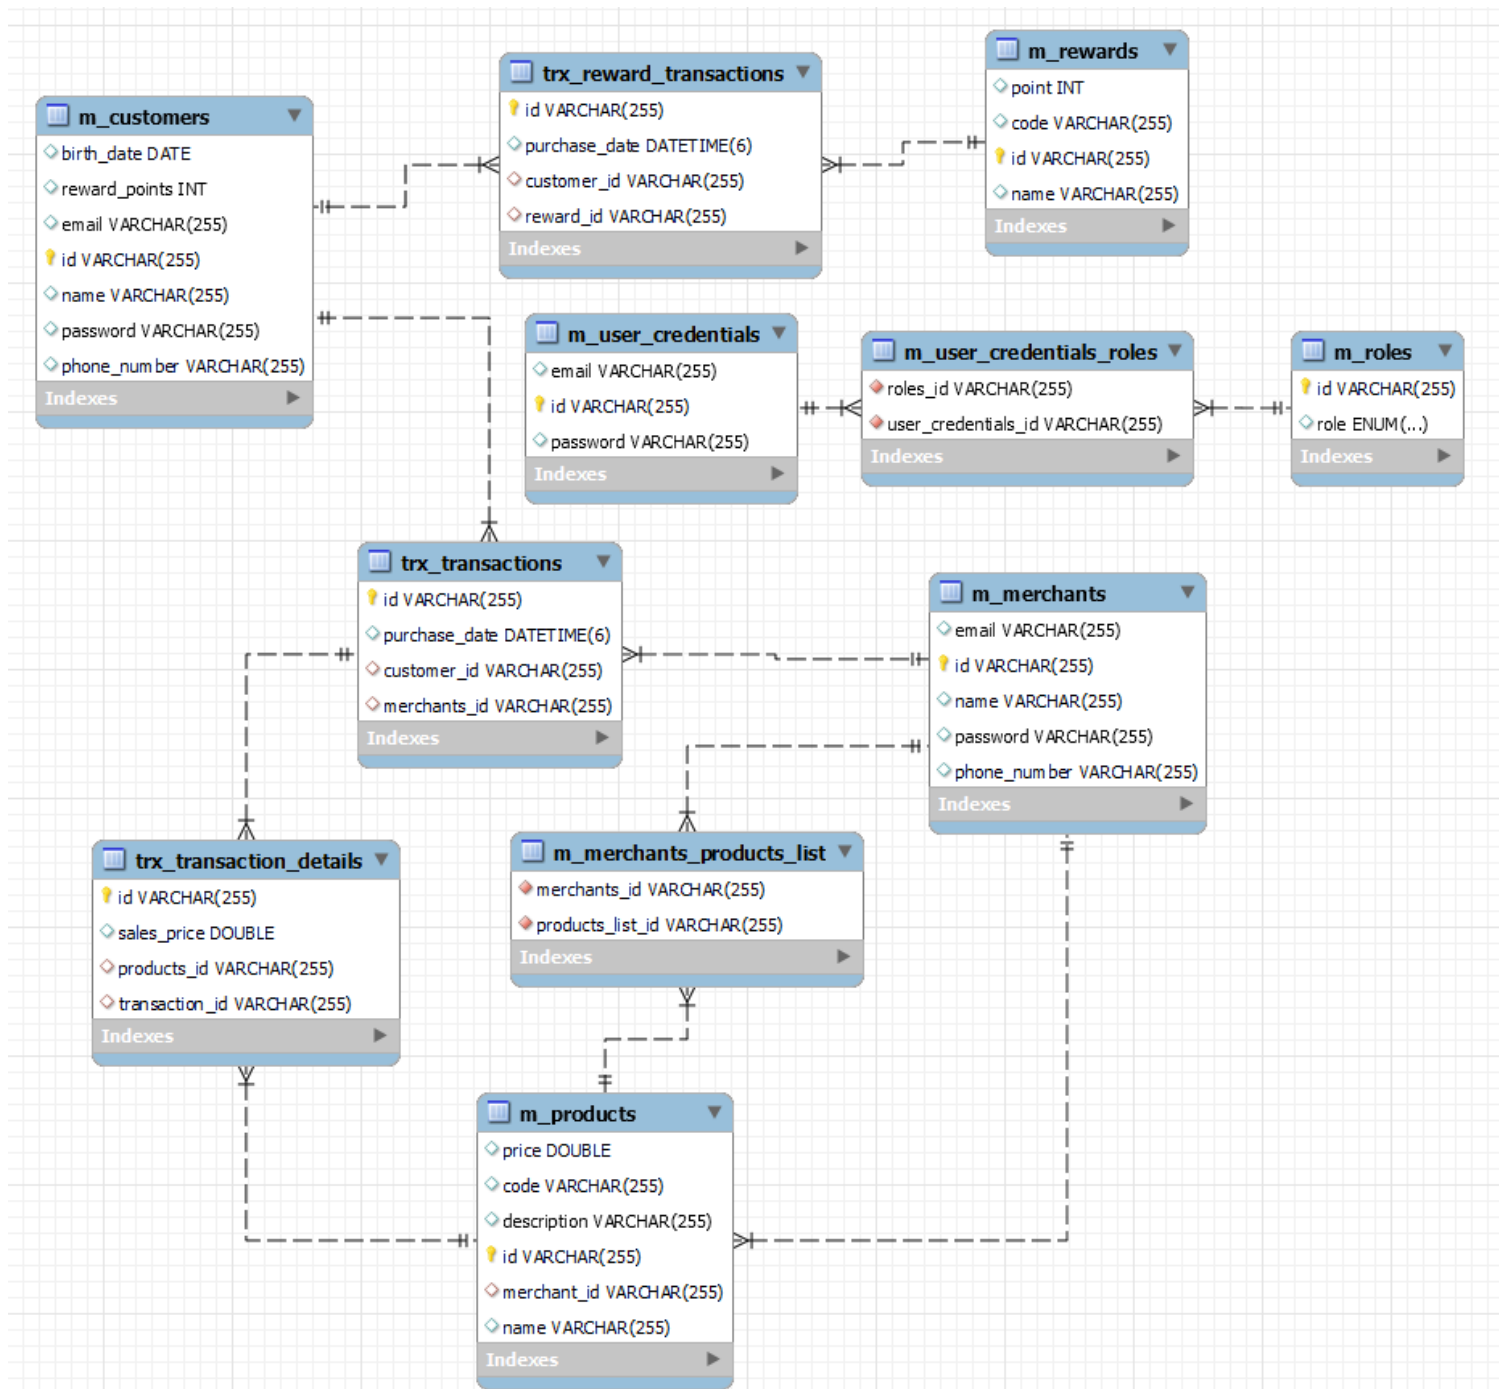 m_customers
birth_date DATE
reward_points INT
email VARCHAR(255)
id VARCHAR(255)
name VARCHAR(255)
password VARCHAR(255)
phone_number VARCHAR(255)
Indexes
trx_reward_transactions
id VARCHAR(255)
purchase_date DATETIME(6)
customer_id VARCHAR(255)
reward_id VARCHAR(255)
Indexes
m_rewards
point INT
code VARCHAR(255)
id VARCHAR(255)
name VARCHAR(255)
Indexes
m_user_credentials
email VARCHAR(255)
id VARCHAR(255)
password VARCHAR(255)
Indexes
m_user_credentials_roles
roles_id VARCHAR(255)
user_credentials_id VARCHAR(255)
Indexes
m_roles
id VARCHAR(255)
role ENUM(...)
Indexes
trx_transactions
id VARCHAR(255)
purchase_date DATETIME(6)
customer_id VARCHAR(255)
merchants_id VARCHAR(255)
Indexes
m_merchants
email VARCHAR(255)
id VARCHAR(255)
name VARCHAR(255)
password VARCHAR(255)
phone_number VARCHAR(255)
Indexes
trx_transaction_details
id VARCHAR(255)
sales_price DOUBLE
products_id VARCHAR(255)
transaction_id VARCHAR(255)
Indexes
m_merchants_products_list
merchants_id VARCHAR(255)
products_list_id VARCHAR(255)
Indexes
m_products
price DOUBLE
code VARCHAR(255)
description VARCHAR(255)
id VARCHAR(255)
merchant_id VARCHAR(255)
name VARCHAR(255)
Indexes